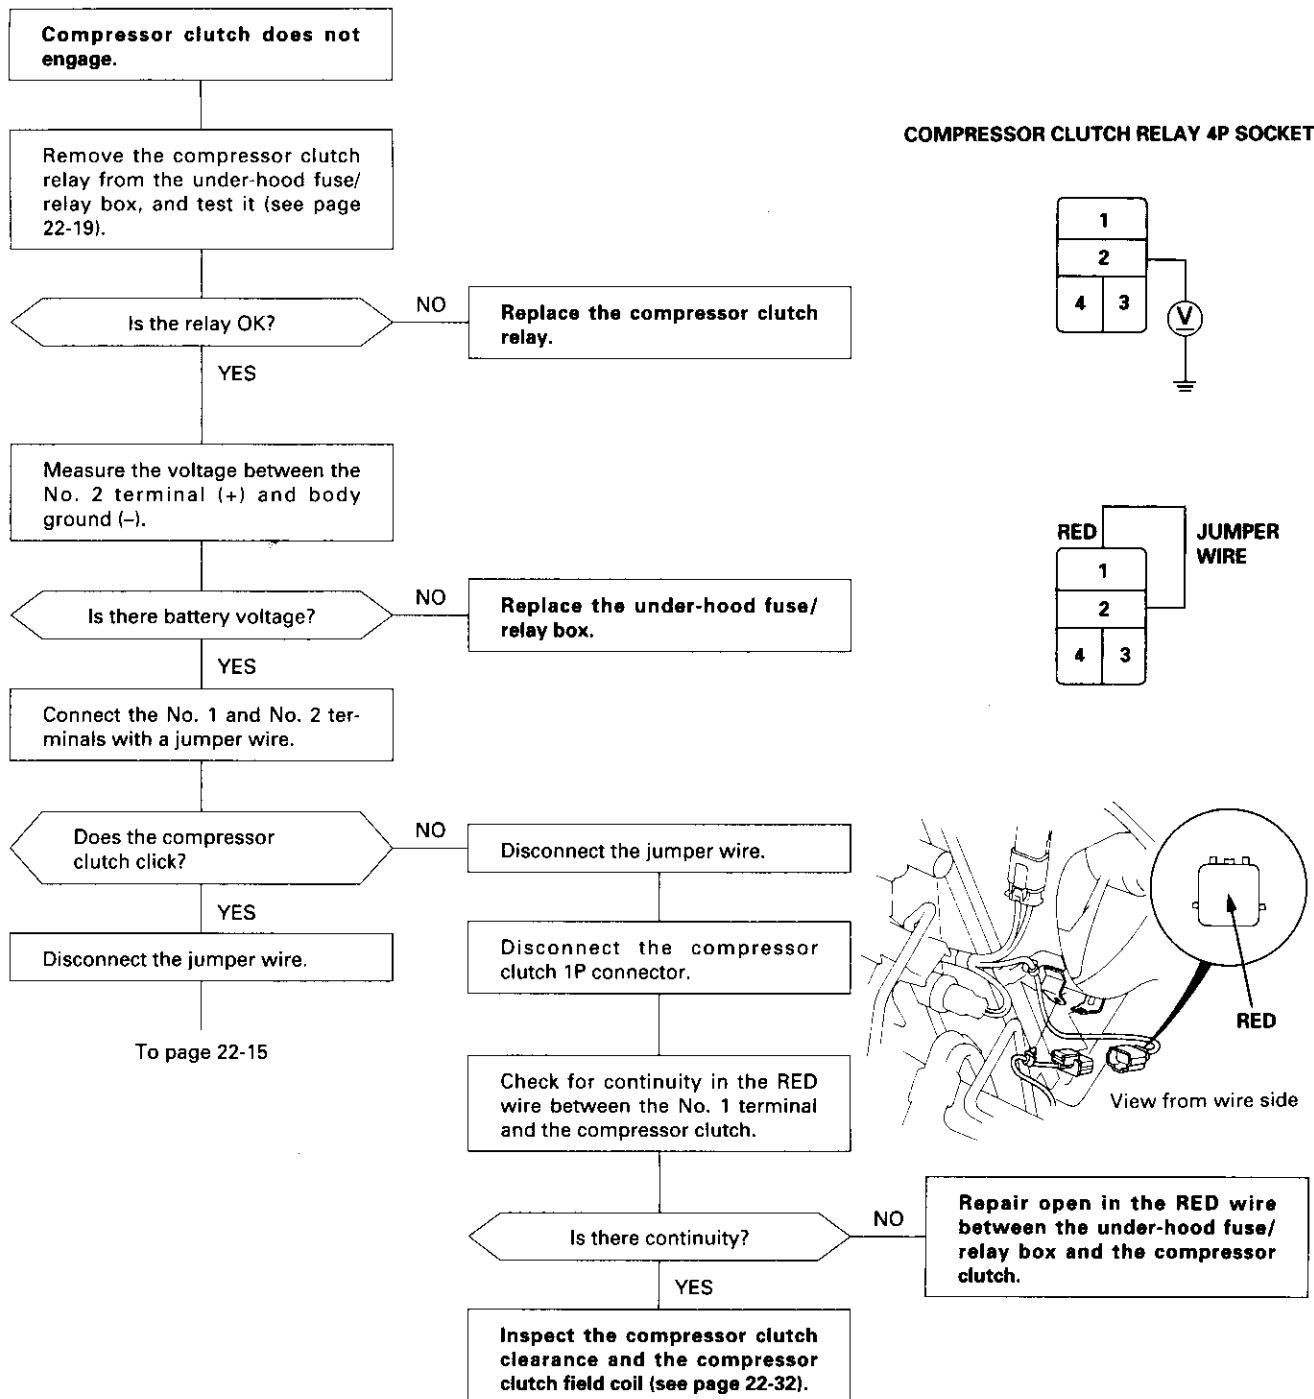 Compressor clutch does not
engage.
Remove the compressor clutch
relay from the under-hood fuse/
relay box, and test it (see page
22-19).
Is the relay OK?
NO
Replace the compressor clutch
relay.
YES
Measure the voltage between the
No. 2 terminal (+) and body
ground (–).
Is there battery voltage?
NO
Replace the under-hood fuse/
relay box.
YES
Connect the No. 1 and No. 2 ter-
minals with a jumper wire.
Does the compressor
clutch click?
NO
Disconnect the jumper wire.
YES
Disconnect the jumper wire.
To page 22-15
Disconnect the compressor
clutch 1P connector.
Check for continuity in the RED
wire between the No. 1 terminal
and the compressor clutch.
Is there continuity?
NO
Repair open in the RED wire
between the under-hood fuse/
relay box and the compressor
clutch.
YES
Inspect the compressor clutch
clearance and the compressor
clutch field coil (see page 22-32).
COMPRESSOR CLUTCH RELAY 4P SOCKET
1
2
4 3
V
RED
JUMPER
WIRE
1
2
4 3
RED
View from wire side